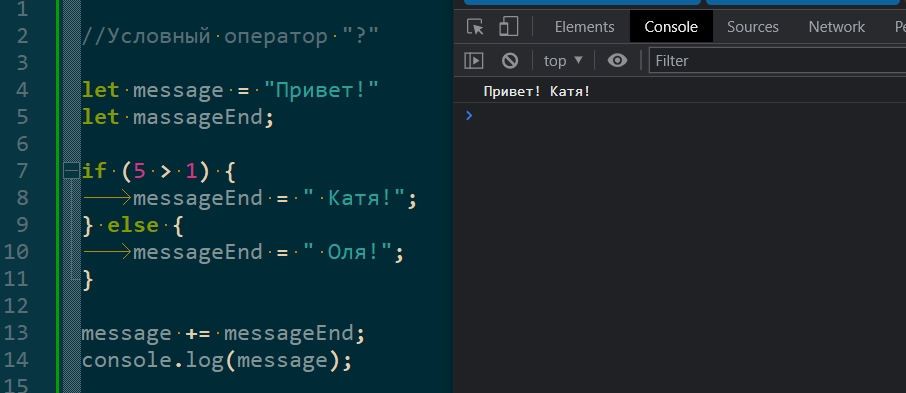 1
2 //Условный оператор "?"
3
4 let message = "Привет!"
5 let massageEnd;
6
7 if (5 > 1) {
8 messageEnd = " Катя!";
9 } else {
10 messageEnd = " Оля!";
11 }
12
13 message += messageEnd;
14 console.log(message);
15
Elements Console Sources Network Pe
top Filter
Привет! Катя!